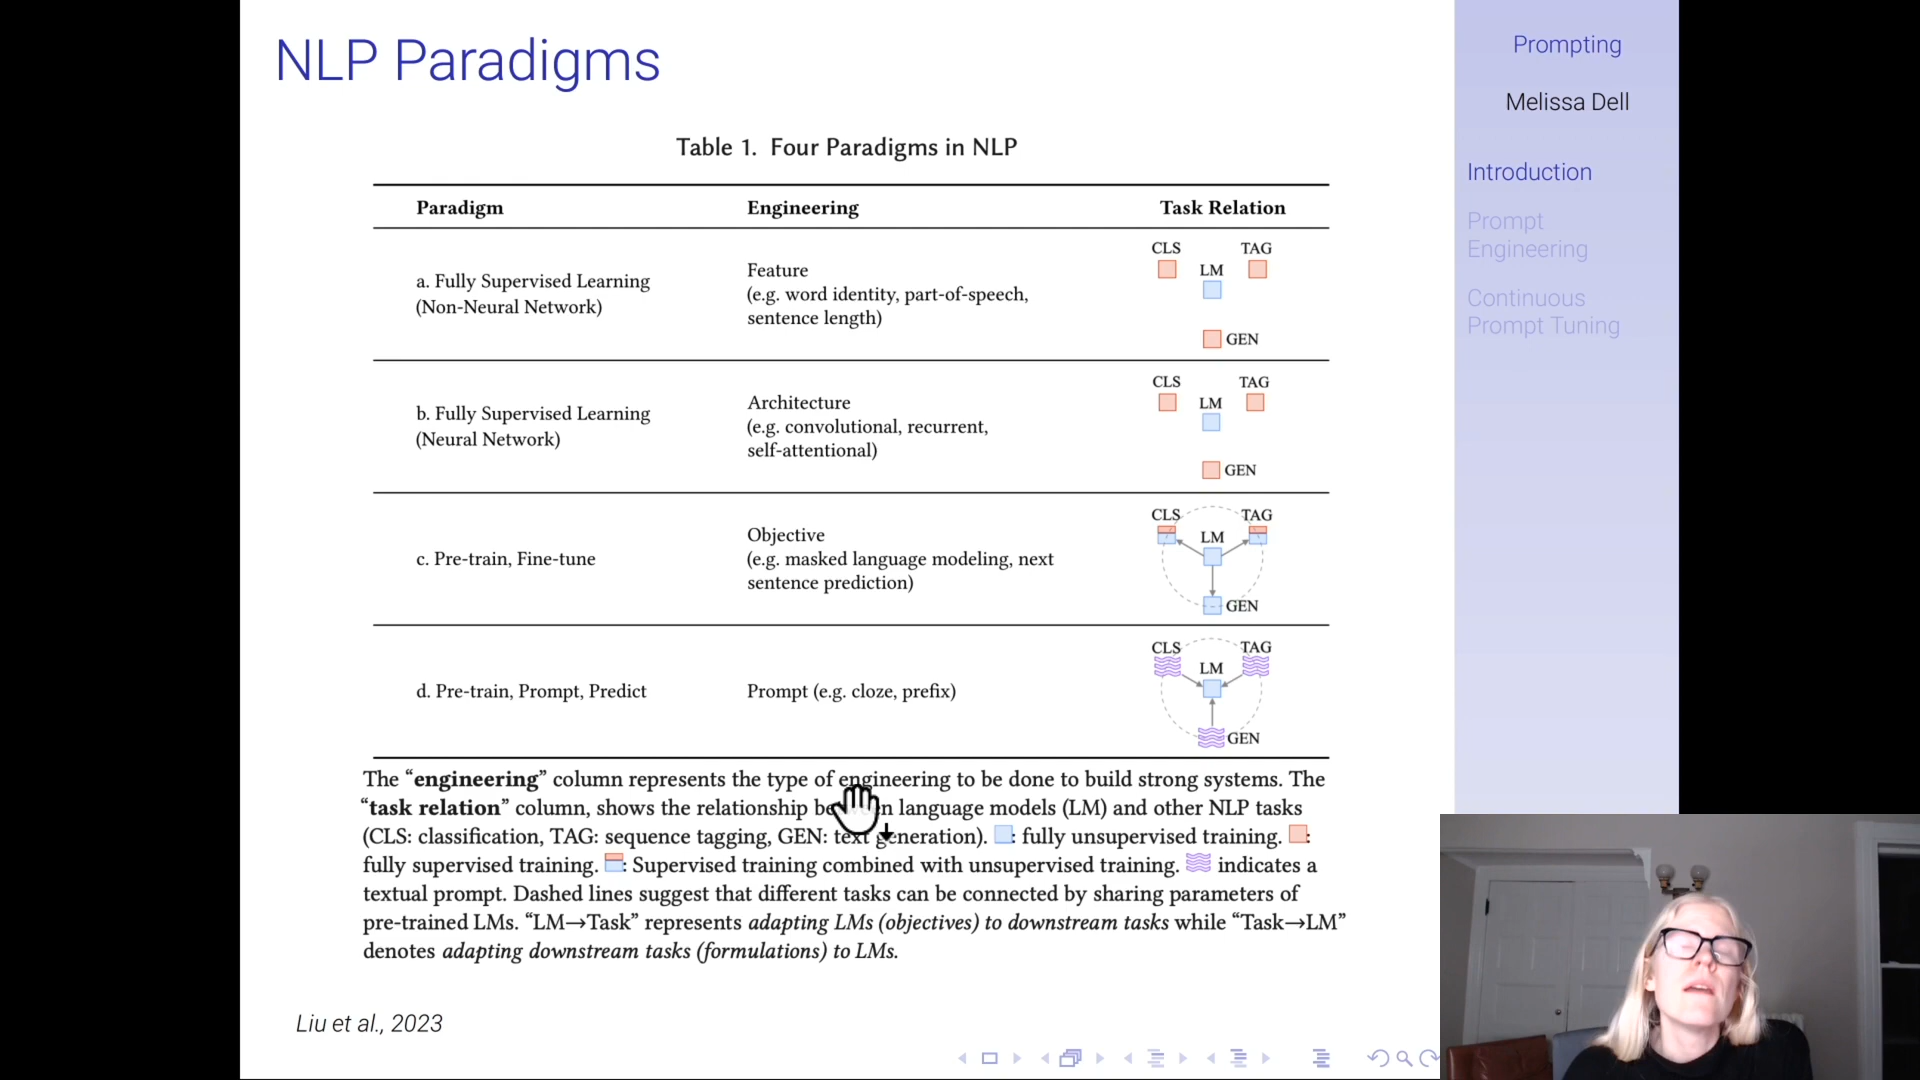 NLP Paradigms
Table 1. Four Paradigms in NLP
Paradigm Engineering Task Relation
a. Fully Supervised Learning
(Non-Neural Network)
Feature
(e.g. word identity, part-of-speech,
sentence length)
CLS TAG
LM
GEN
b. Fully Supervised Learning
(Neural Network)
Architecture
(e.g. convolutional, recurrent,
self-attentional)
CLS TAG
LM
GEN
c. Pre-train, Fine-tune
Objective
(e.g. masked language modeling, next
sentence prediction)
CLS TAG
LM
GEN
d. Pre-train, Prompt, Predict
Prompt (e.g. cloze, prefix)
CLS TAG
LM
GEN
The “engineering” column represents the type of engineering to be done to build strong systems. The
“task relation” column, shows the relationship language models (LM) and other NLP tasks
(CLS: classification, TAG: sequence tagging, GEN: text generation). : fully unsupervised training. :
fully supervised training. : Supervised training combined with unsupervised training. indicates a
textual prompt. Dashed lines suggest that different tasks can be connected by sharing parameters of
pre-trained LMs. “LM→Task” represents adapting LMs (objectives) to downstream tasks while “Task→LM”
denotes adapting downstream tasks (formulations) to LMs.
Liu et al., 2023
Prompting
Melissa Dell
Introduction
Prompt
Engineering
Continuous
Prompt Tuning